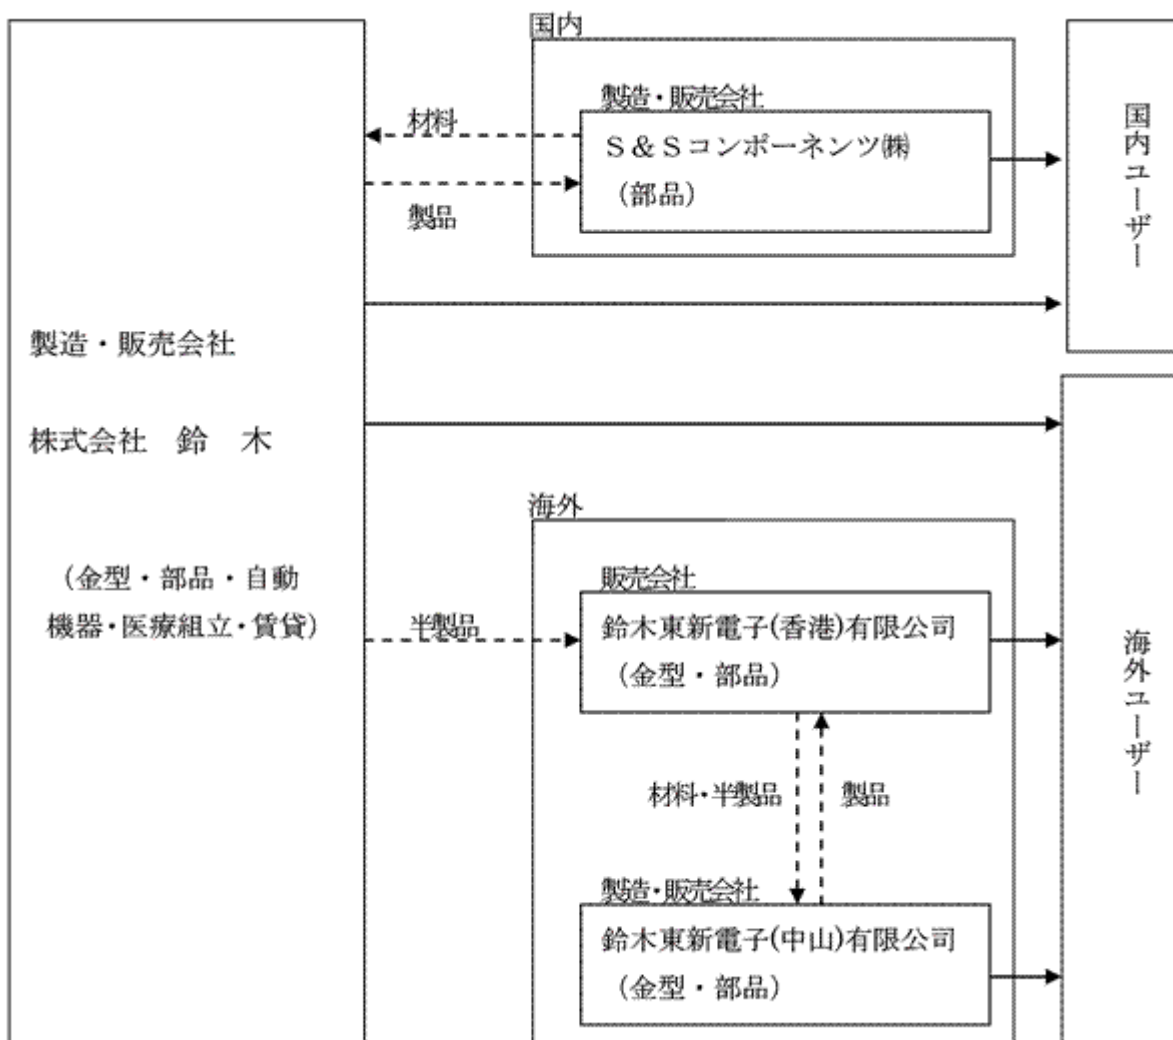 国内
製造・販売会社
材料
S&Sコンポーネンツ㈱
(部品)
製品
国内ユーザー
製造・販売会社
株式会社 鈴 木
(金型・部品・自動
機器・医療組立・賃貸)
海外
販売会社
半製品
鈴木東新電子(香港)有限公司
(金型・部品)
材料・半製品
製品
製造・販売会社
鈴木東新電子(中山)有限公司
(金型・部品)
海外ユーザー